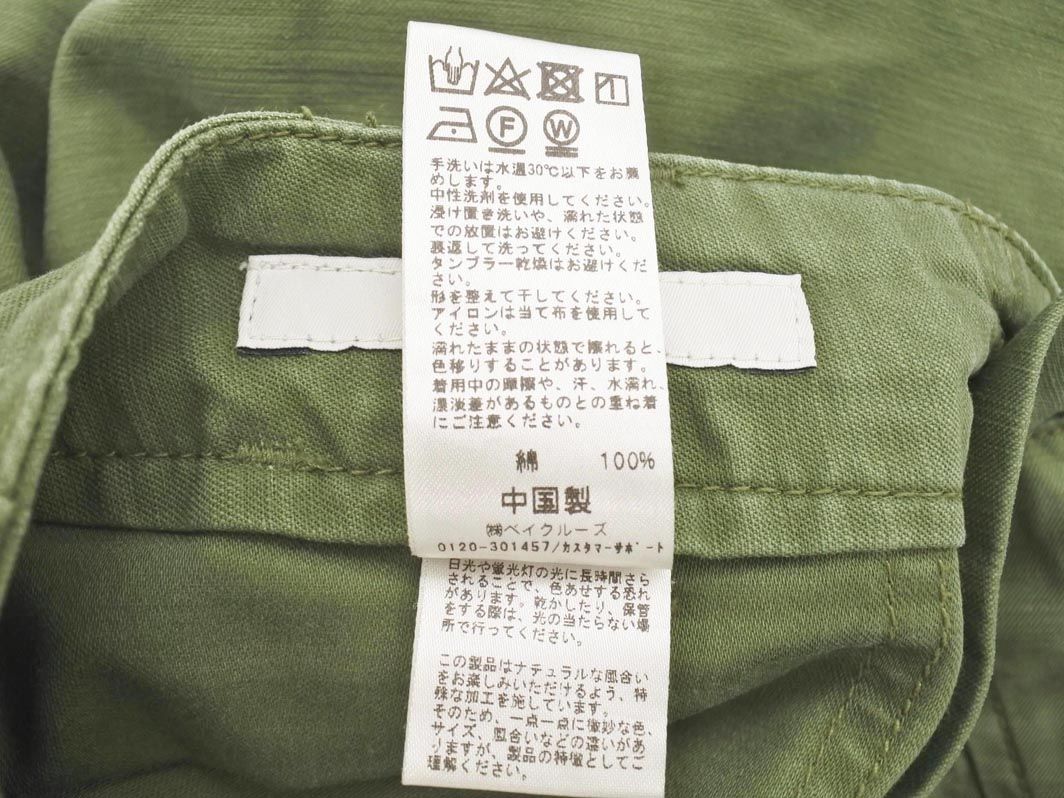 F W
手洗いは水温30℃以下をお薦
めします。
中性洗剤を使用してください。
浸け置き洗いや、濡れた状態
での放置はお避けください。
裏返して洗ってください。
タンブラー乾燥はお避けくだ
さい。
形を整えて干してください。
アイロンは当て布を使用して
ください。
濡れたままの状態で擦れると、
色移りすることがあります。
着用中の摩擦や、汗、水濡れ、
濃淡差があるものとの重ね着
にご注意ください。
綿 100%
中国製
㈱ベイクルーズ
0120-301457/カスタマーサポート
日光や蛍光灯の光に長時間さら
されることで、色あせする恐れ
があります。乾かしたり、保管
をする際は、光の当たらない場
所で行ってください。
この製品はナチュラルな風合い
をお楽しみいただけるよう、特
殊な加工を施しています。
そのため、一点一点に微妙な色、
サイズ、風合いなどの違いがあ
りますが、製品の特徴としてご
理解ください。